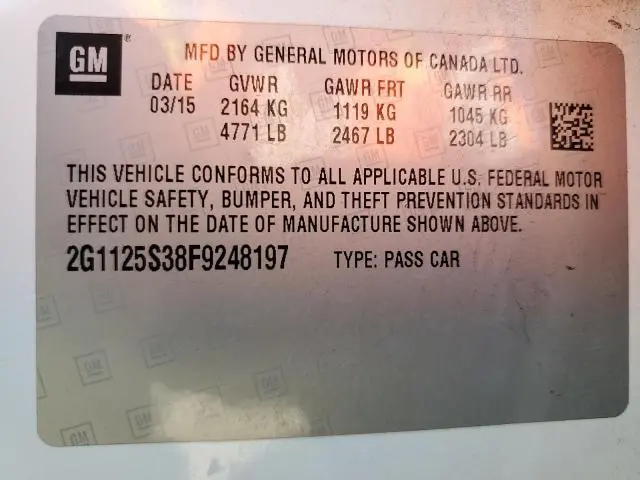 GM ® MFD BY GENERAL MOTORS OF CANADA LTD.
DATE GVWR GAWR FRT GAWR RR
03/15 2164 KG 1119 KG 1045 KG
4771 LB 2467 LB 2304 LB
THIS VEHICLE CONFORMS TO ALL APPLICABLE U.S. FEDERAL MOTOR
VEHICLE SAFETY, BUMPER, AND THEFT PREVENTION STANDARDS IN
EFFECT ON THE DATE OF MANUFACTURE SHOWN ABOVE.
2G1125S38F9248197 TYPE: PASS CAR